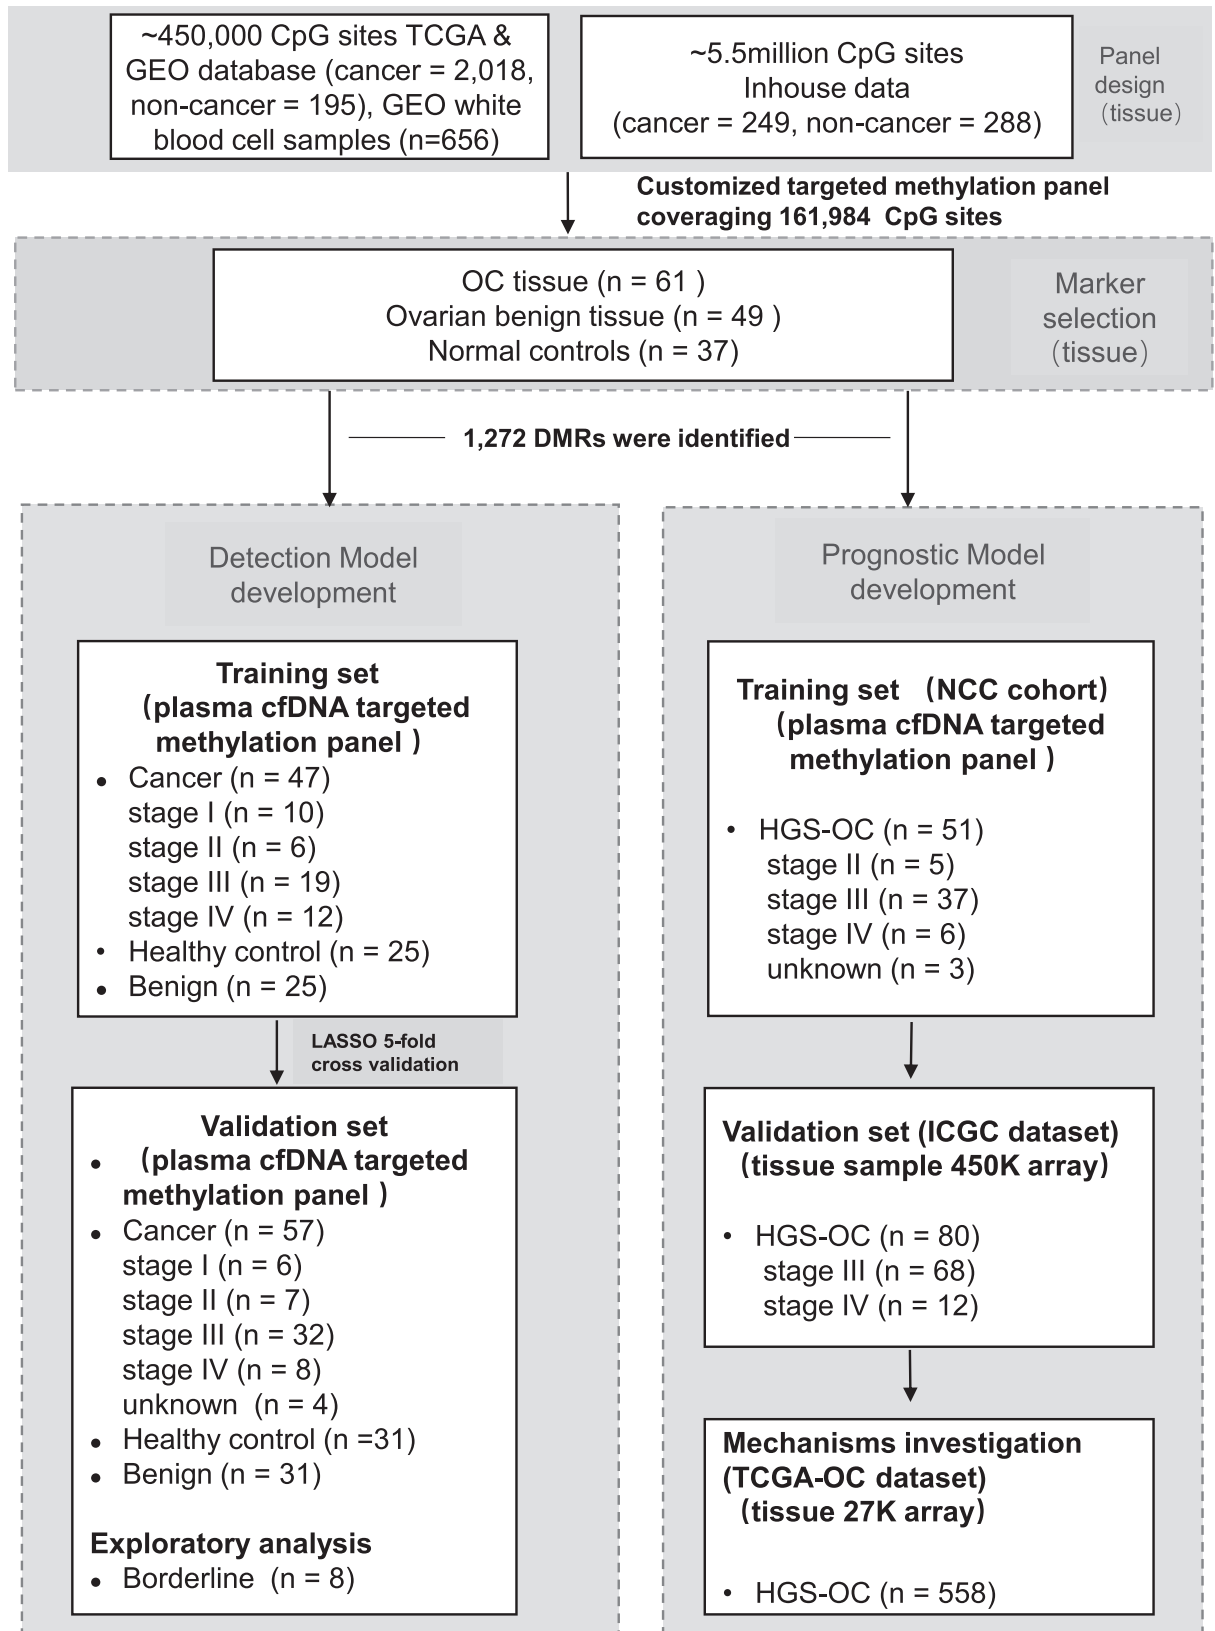 ~450,000 CpG sites TCGA &
GEO database (cancer = 2,018,
non-cancer = 195), GEO white
blood cell samples (n=656)
~5.5million CpG sites
Inhouse data
(cancer = 249, non-cancer = 288)
Panel
design
(tissue)
Customized targeted methylation panel
coveraging 161,984 CpG sites
OC tissue (n = 61 )
Ovarian benign tissue (n = 49 )
Normal controls (n = 37)
Marker
selection
(tissue)
1,272 DMRs were identified
Detection Model
development
Training set
(plasma cfDNA targeted
methylation panel )
• Cancer (n = 47)
stage I (n = 10)
stage II (n = 6)
stage III (n = 19)
stage IV (n = 12)
• Healthy control (n = 25)
• Benign (n = 25)
LASSO 5-fold
cross validation
Validation set
• (plasma cfDNA targeted
methylation panel )
• Cancer (n = 57)
stage I (n = 6)
stage II (n = 7)
stage III (n = 32)
stage IV (n = 8)
unknown (n = 4)
• Healthy control (n =31)
• Benign (n = 31)
Exploratory analysis
• Borderline (n = 8)
Prognostic Model
development
Training set (NCC cohort)
(plasma cfDNA targeted
methylation panel )
• HGS-OC (n = 51)
stage II (n = 5)
stage III (n = 37)
stage IV (n = 6)
unknown (n = 3)
Validation set (ICGC dataset)
(tissue sample 450K array)
• HGS-OC (n = 80)
stage III (n = 68)
stage IV (n = 12)
Mechanisms investigation
(TCGA-OC dataset)
(tissue 27K array)
• HGS-OC (n = 558)